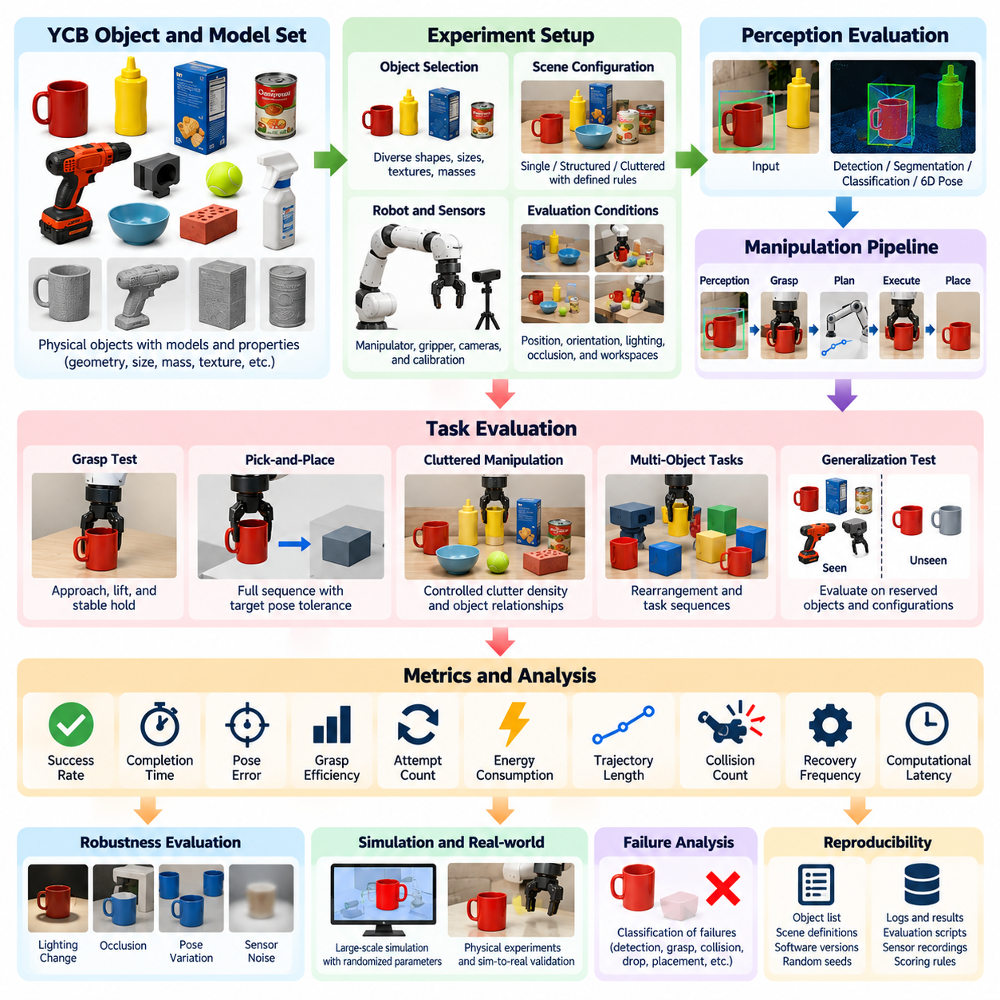 YCB Object and Model Set
Physical objects with models and properties
(geometry, size, mass, texture, etc.)
Experiment Setup
Object Selection
Diverse shapes, sizes,
textures, masses
Scene Configuration
Single / Structured / Cluttered
with defined rules
Robot and Sensors
Manipulator, gripper, cameras,
and calibration
Evaluation Conditions
Position, orientation, lighting,
occlusion, and workspaces
Perception Evaluation
Input
Detection / Segmentation /
Classification / 6D Pose
Manipulation Pipeline
Perception
Grasp
Plan
Execute
Place
Task Evaluation
Grasp Test
Approach, lift, and
stable hold
Pick-and-Place
Full sequence with
target pose tolerance
Cluttered Manipulation
Controlled clutter density
and object relationships
Multi-Object Tasks
Rearrangement and
task sequences
Generalization Test
Seen
Unseen
Evaluate on reserved
objects and configurations
Metrics and Analysis
Success
Rate
Completion
Time
Pose
Error
Grasp
Efficiency
Attempt
Count
Energy
Consumption
Trajectory
Length
Collision
Count
Recovery
Frequency
Computational
Latency
Robustness Evaluation
Lighting
Change
Occlusion
Pose
Variation
Sensor
Noise
Simulation and Real-world
Large-scale simulation
with randomized parameters
Physical experiments
and sim-to-real validation
Failure Analysis
Classification of failures
(detection, grasp, collision,
drop, placement, etc.)
Reproducibility
Object list
Scene definitions
Software versions
Random seeds
Logs and results
Evaluation scripts
Sensor recordings
Scoring rules